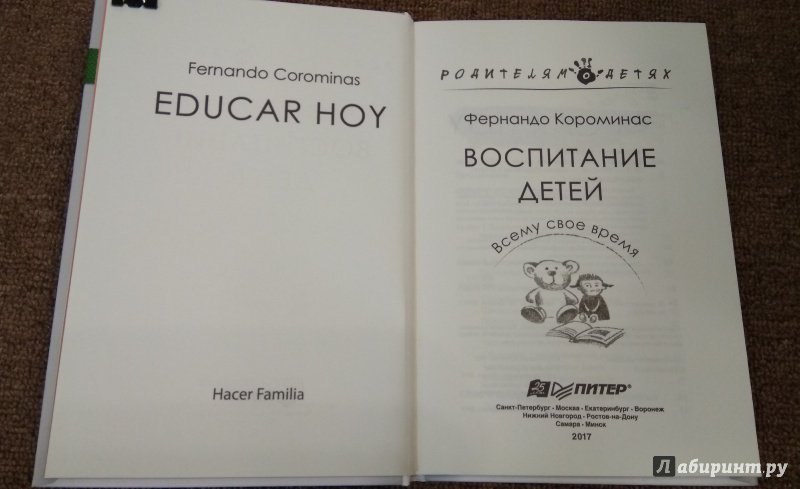 Fernando Corominas
EDUCAR HOY
Hacer Familia
РОДИТЕЛЯМ О ДЕТЯХ
Фернандо Короминас
ВОСПИТАНИЕ
ДЕТЕЙ
Всему свое время
25 ПИТЕР®
Санкт-Петербург - Москва - Екатеринбург - Воронеж
Нижний Новгород - Ростов-на-Дону
Самара - Минск
2017
Лабиринт.ру